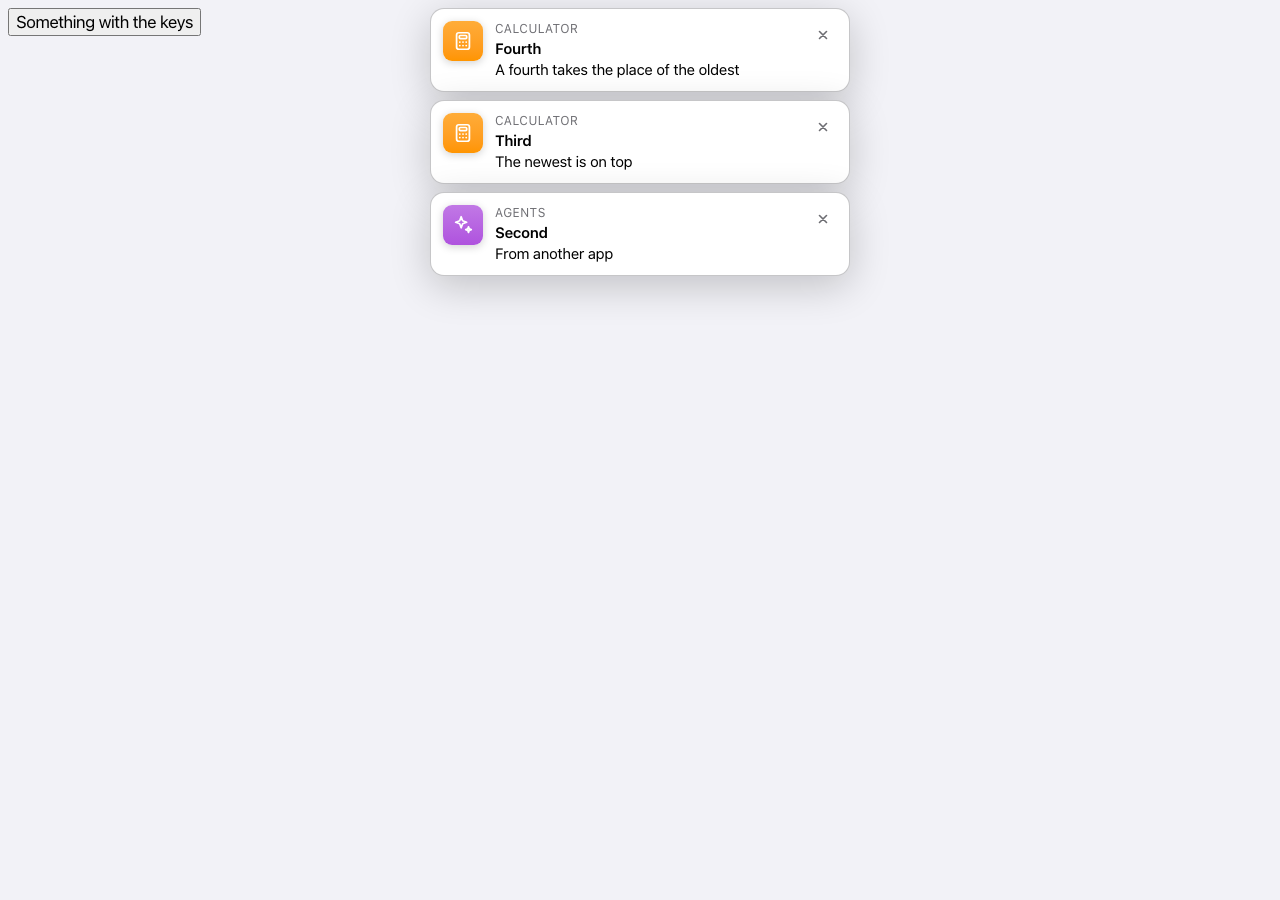 Something with the keys
CALCULATOR
Fourth
A fourth takes the place of the oldest
CALCULATOR
Third
The newest is on top
AGENTS
Second
From another app